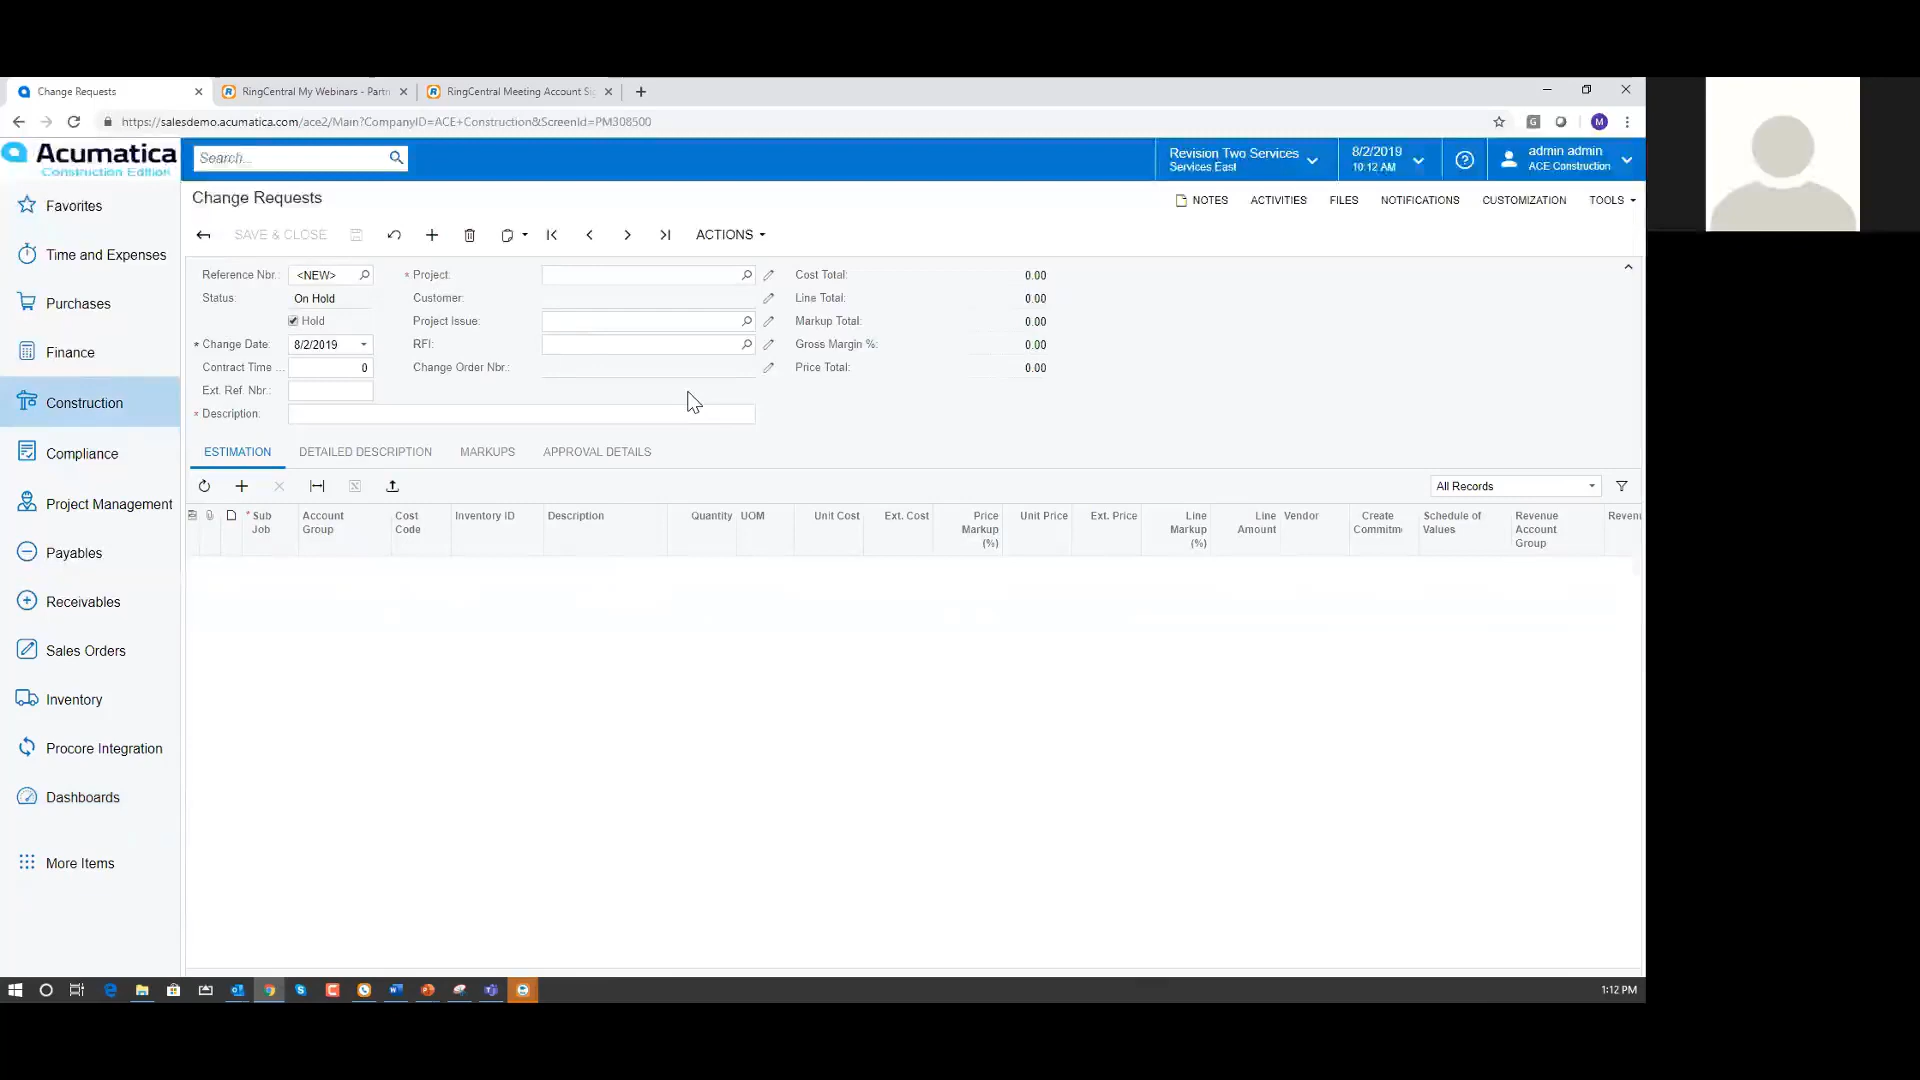 Change Requests
RingCentral My Webinars - Partn
RingCentral Meeting Account Si
https://salesdemo.acumatica.com/ace2/Main?CompanyID=ACE+Construction&ScreenId=PM308500
G
M
Acumatica
Construction Edition
Search...
Revision Two Services
Services East
8/2/2019
10:12 AM
admin admin
ACE Construction
Favorites
Time and Expenses
Purchases
Finance
Construction
Compliance
Project Management
Payables
Receivables
Sales Orders
Inventory
Procore Integration
Dashboards
More Items
Change Requests
NOTES ACTIVITIES FILES NOTIFICATIONS CUSTOMIZATION TOOLS
SAVE & CLOSE ACTIONS
Reference Nbr.: <NEW> * Project: Cost Total: 0.00
Status: On Hold Customer: Line Total: 0.00
Hold Project Issue: Markup Total: 0.00
* Change Date: 8/2/2019 RFI: Gross Margin %: 0.00
Contract Time ... 0 Change Order Nbr.: Price Total: 0.00
Ext. Ref. Nbr.:
* Description:
ESTIMATION DETAILED DESCRIPTION MARKUPS APPROVAL DETAILS
All Records
* Sub Job Account Group Cost Code Inventory ID Description Quantity UOM Unit Cost Ext. Cost Price Markup (%) Unit Price Ext. Price Line Markup (%) Line Amount Vendor Create Commitme Schedule of Values Revenue Account Group Revenu
1:12 PM